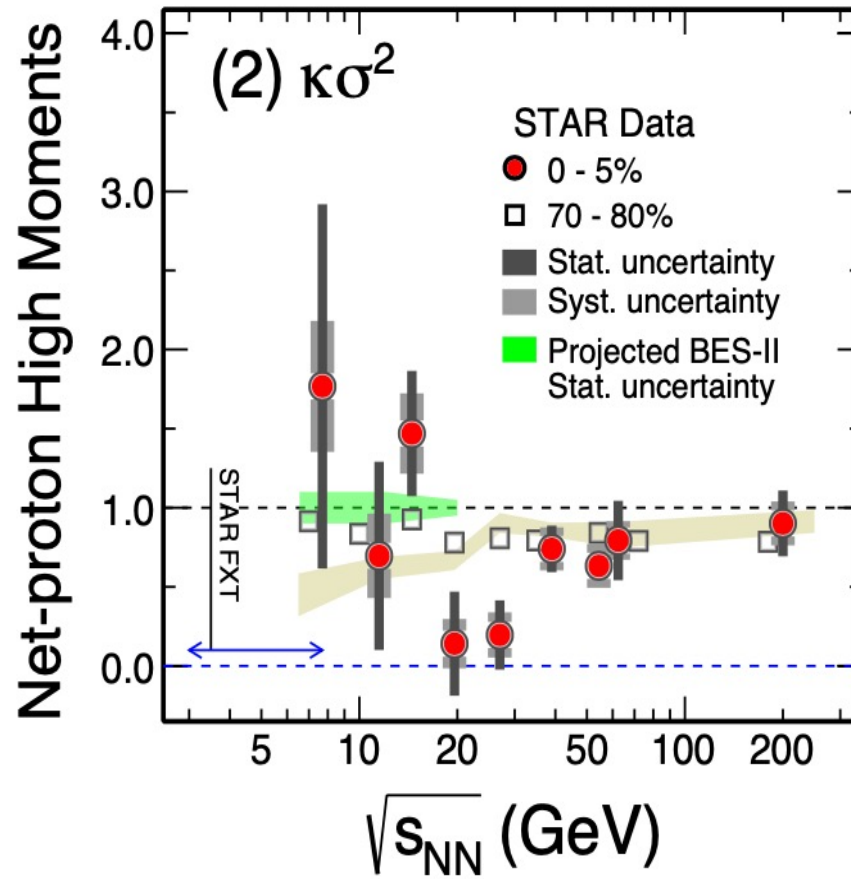 Net-proton High Moments
4.0
3.0
2.0
1.0
0.0
(2) κσ²
STAR Data
0 - 5%
70 - 80%
Stat. uncertainty
Syst. uncertainty
Projected BES-II
Stat. uncertainty
STAR FXT
5 10 20 50 100 200
√s_NN (GeV)